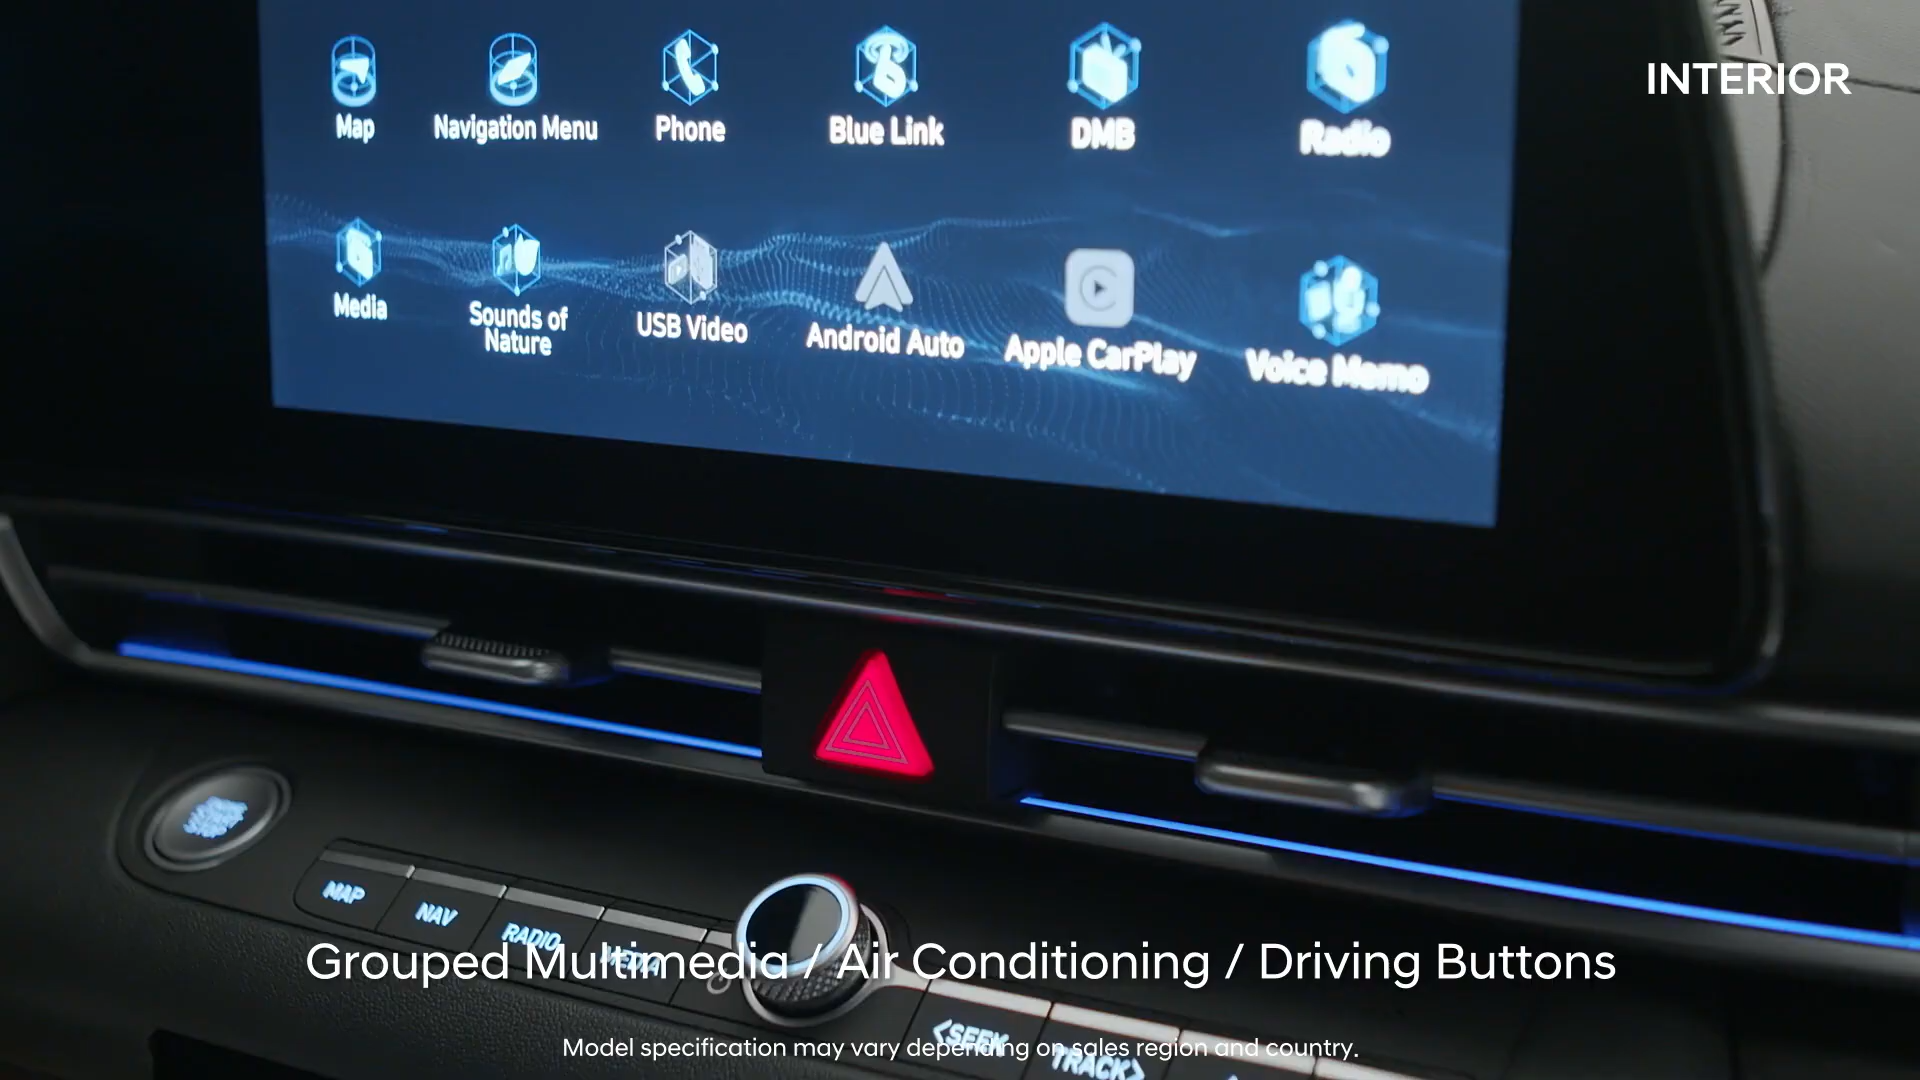 INTERIOR
Map
Navigation Menu
Phone
Blue Link
DMB
Radio
Media
Sounds of
Nature
USB Video
Android Auto
Apple CarPlay
Voice Memo
MAP
NAV
RADIO
MEDIA
Grouped Multimedia / Air Conditioning / Driving Buttons
<SEEK
TRACK>
Model specification may vary depending on sales region and country.